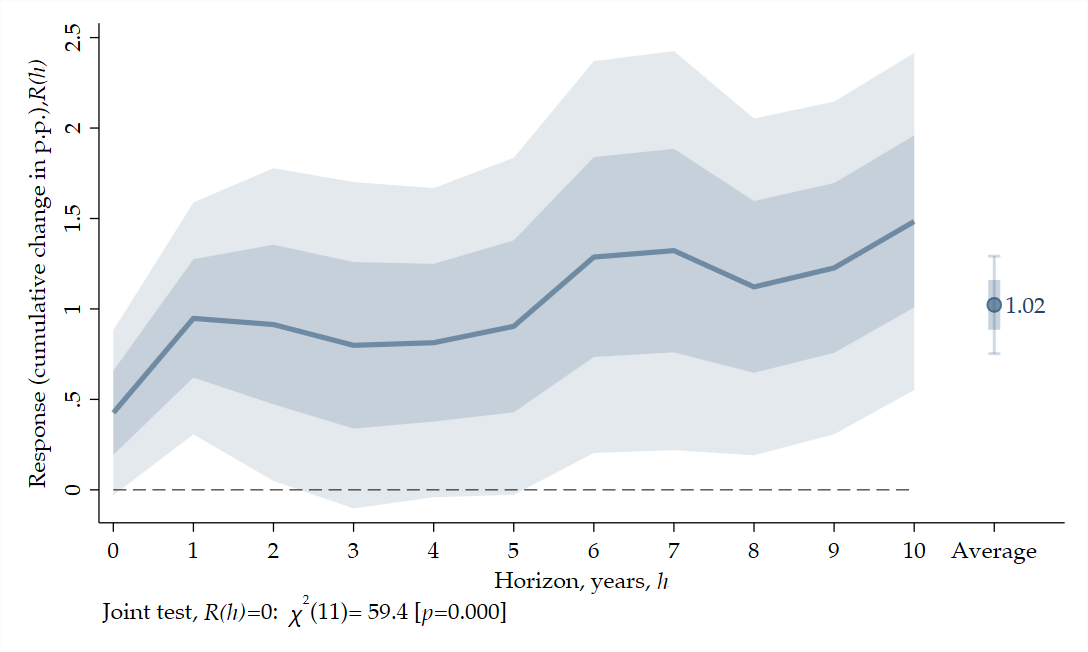 Response (cumulative change in p.p.),R(h)
2.5
2
1.5
1
.5
0
1.02
0 1 2 3 4 5 6 7 8 9 10 Average
Horizon, years, h
Joint test, R(h)=0: χ²(11)= 59.4 [p=0.000]